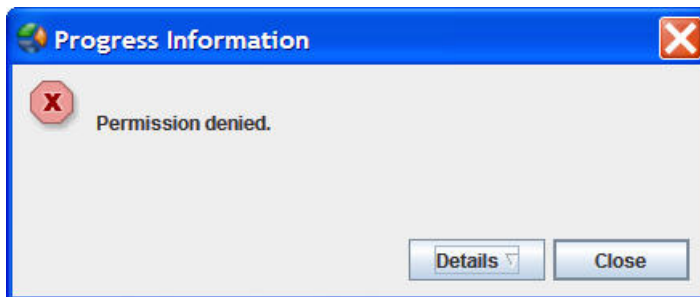 Progress Information
Permission denied.
Details
Close